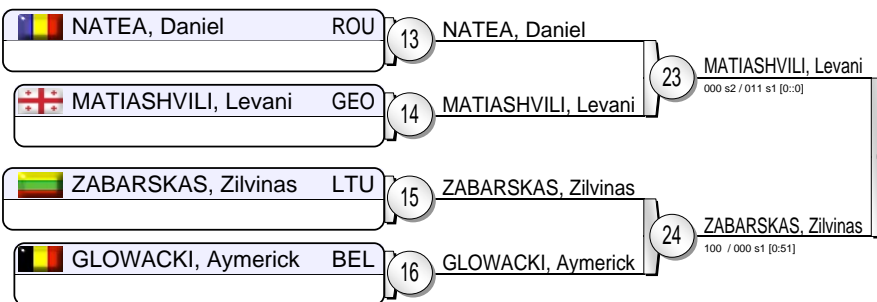 NATEA, Daniel ROU
13
NATEA, Daniel
23
MATIASHVILI, Levani
000 s2 / 011 s1 [0::0]
MATIASHVILI, Levani GEO
14
MATIASHVILI, Levani
ZABARSKAS, Zilvinas LTU
15
ZABARSKAS, Zilvinas
24
ZABARSKAS, Zilvinas
100 / 000 s1 [0:51]
GLOWACKI, Aymerick BEL
16
GLOWACKI, Aymerick